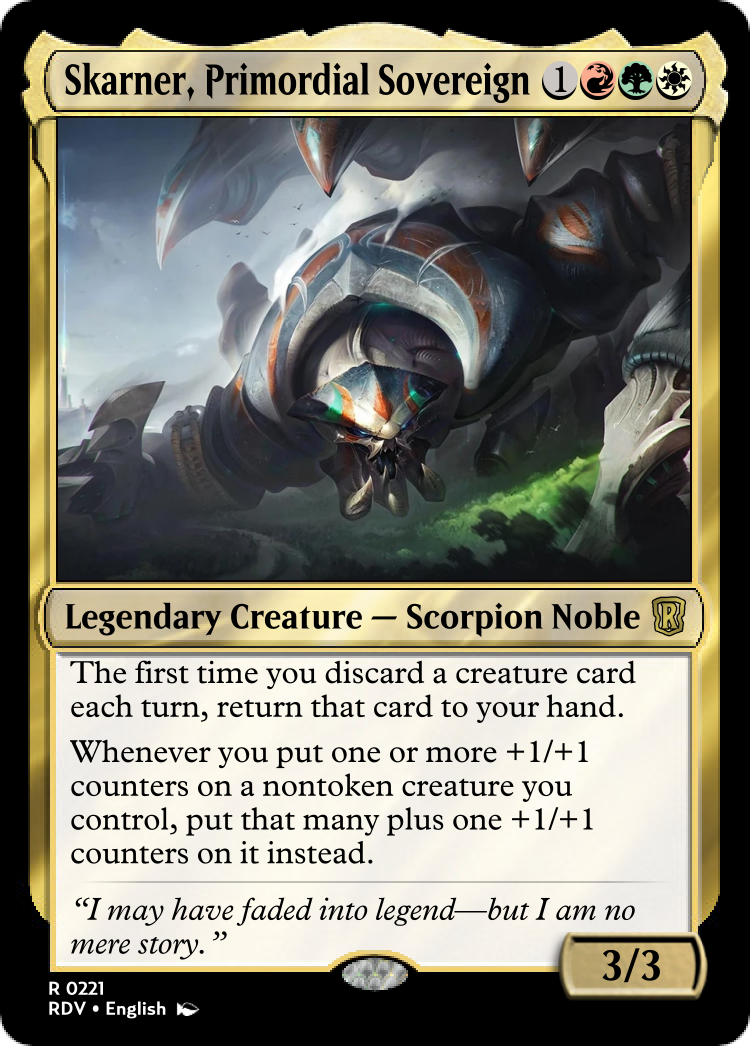 Skarner, Primordial Sovereign 1
Legendary Creature — Scorpion Noble R
The first time you discard a creature card
each turn, return that card to your hand.
Whenever you put one or more +1/+1
counters on a nontoken creature you
control, put that many plus one +1/+1
counters on it instead.
“I may have faded into legend—but I am no
mere story.”
3/3
R 0221
RDV • English